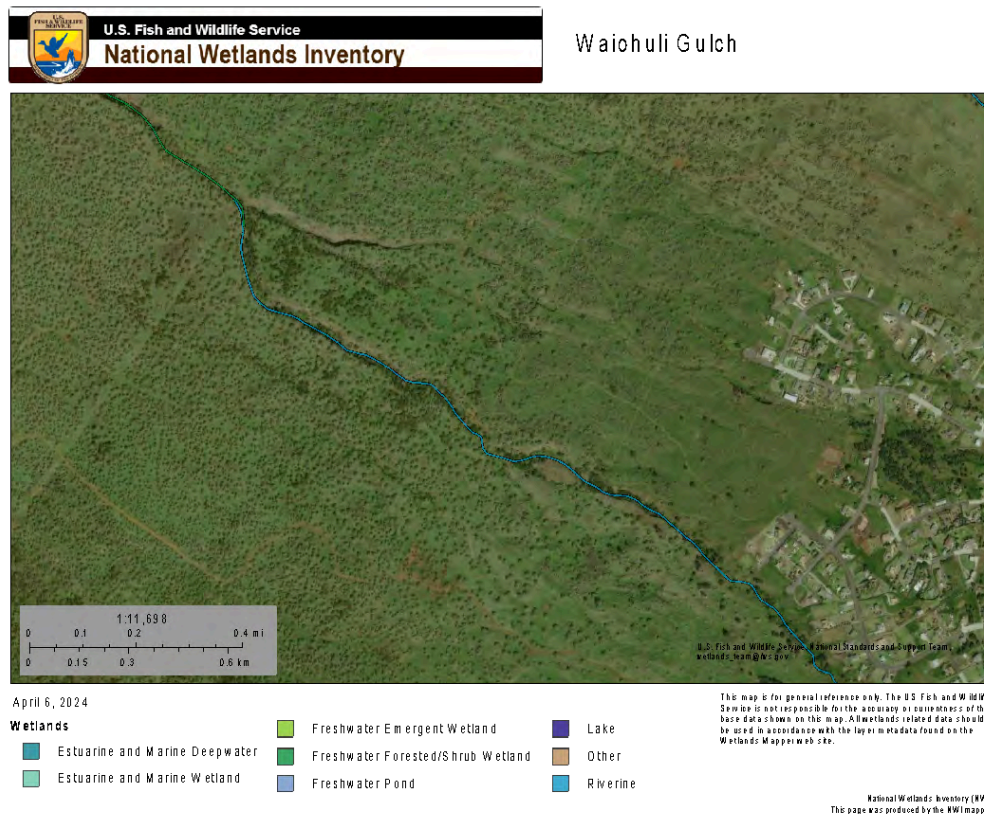 U.S.
FISH & WILDLIFE
SERVICE
U.S. Fish and Wildlife Service
National Wetlands Inventory
Waiohuli Gulch
1:11,698
0 0.1 0.2 0.4 mi
0 0.15 0.3 0.6 km
U.S. Fish and Wildlife Service, National Standards and Support Team,
wetlands_team@fws.gov
April 6, 2024
Wetlands
Estuarine and Marine Deepwater
Estuarine and Marine Wetland
Freshwater Emergent Wetland
Freshwater Forested/Shrub Wetland
Freshwater Pond
Lake
Other
Riverine
This map is for general reference only. The US Fish and Wildlif
Service is not responsible for the accuracy or currentness of th
base data shown on this map. All wetlands related data should
be used in accordance with the layer metadata found on the
Wetlands Mapper web site.
National Wetlands Inventory (NW
This page was produced by the NWI mapp